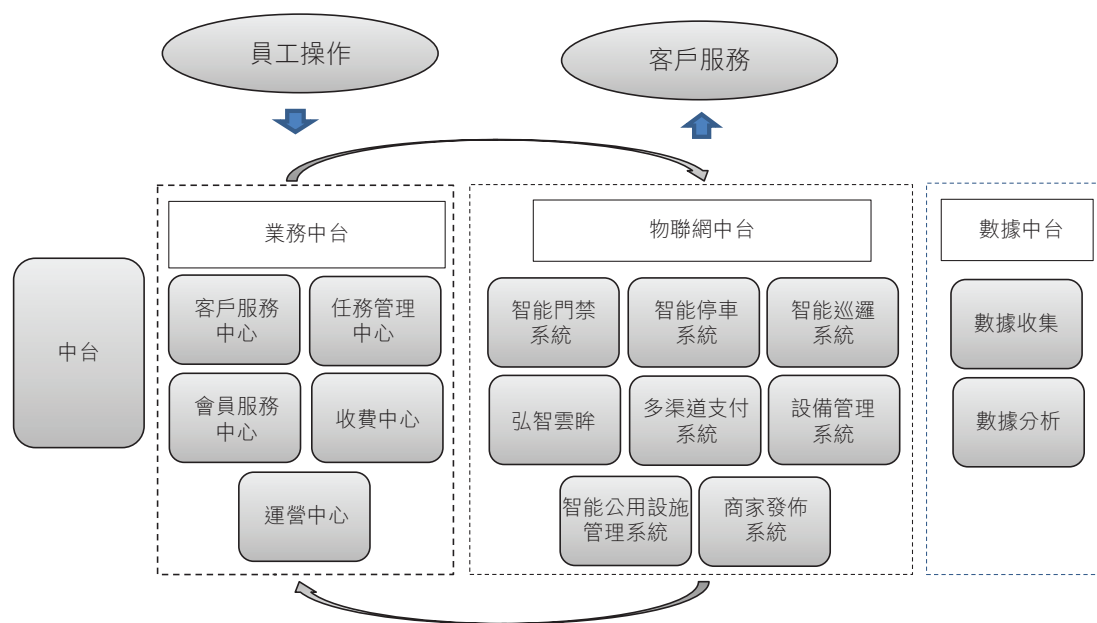 員工操作
客戶服務
業務中台
物聯網中台
數據中台
中台
客戶服務
中心
任務管理
中心
智能門禁
系統
智能停車
系統
智能巡邏
系統
數據收集
會員服務
中心
收費中心
弘智雲眸
多渠道支付
系統
設備管理
系統
數據分析
運營中心
智能公用設施
管理系統
商家發佈
系統